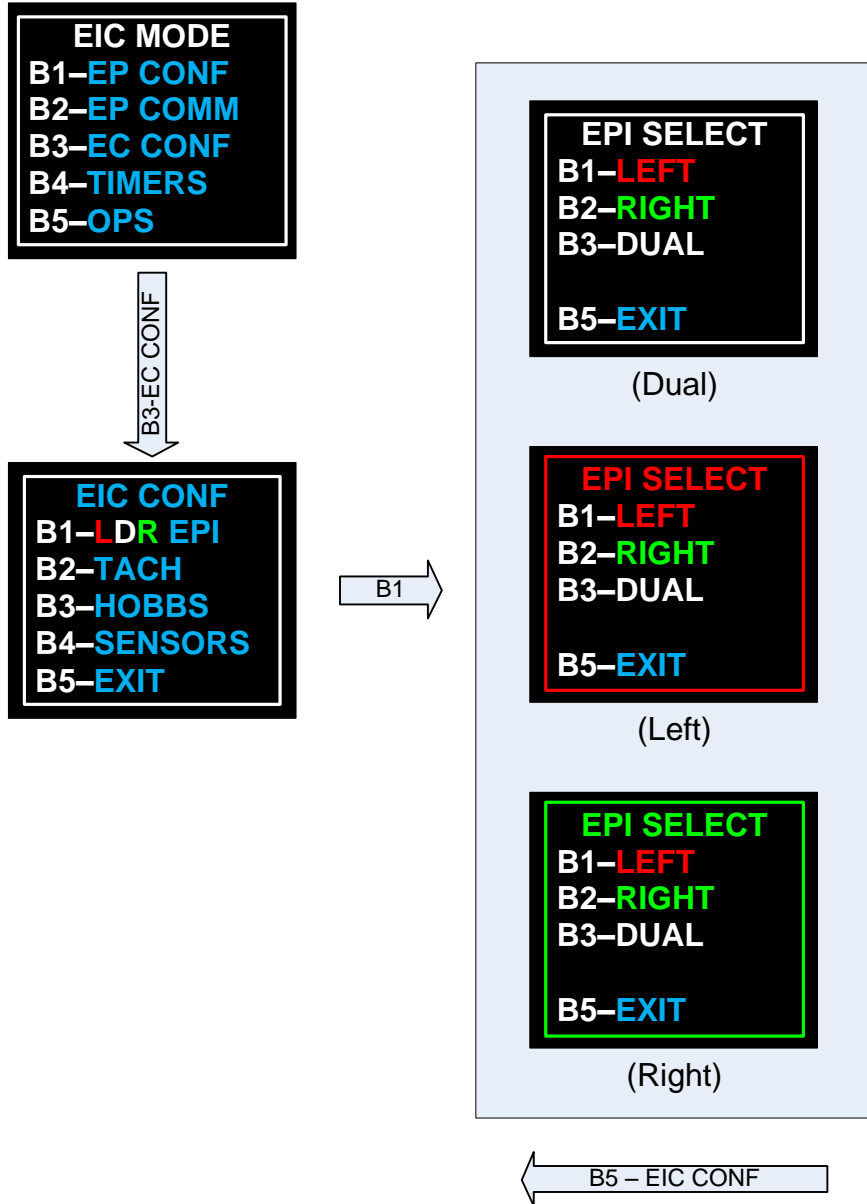 EIC MODE
B1–EP CONF
B2–EP COMM
B3–EC CONF
B4–TIMERS
B5–OPS
B3-EC CONF
EIC CONF
B1–LDR EPI
B2–TACH
B3–HOBBS
B4–SENSORS
B5–EXIT
B1
EPI SELECT
B1–LEFT
B2–RIGHT
B3–DUAL
B5–EXIT
(Dual)
EPI SELECT
B1–LEFT
B2–RIGHT
B3–DUAL
B5–EXIT
(Left)
EPI SELECT
B1–LEFT
B2–RIGHT
B3–DUAL
B5–EXIT
(Right)
B5 – EIC CONF